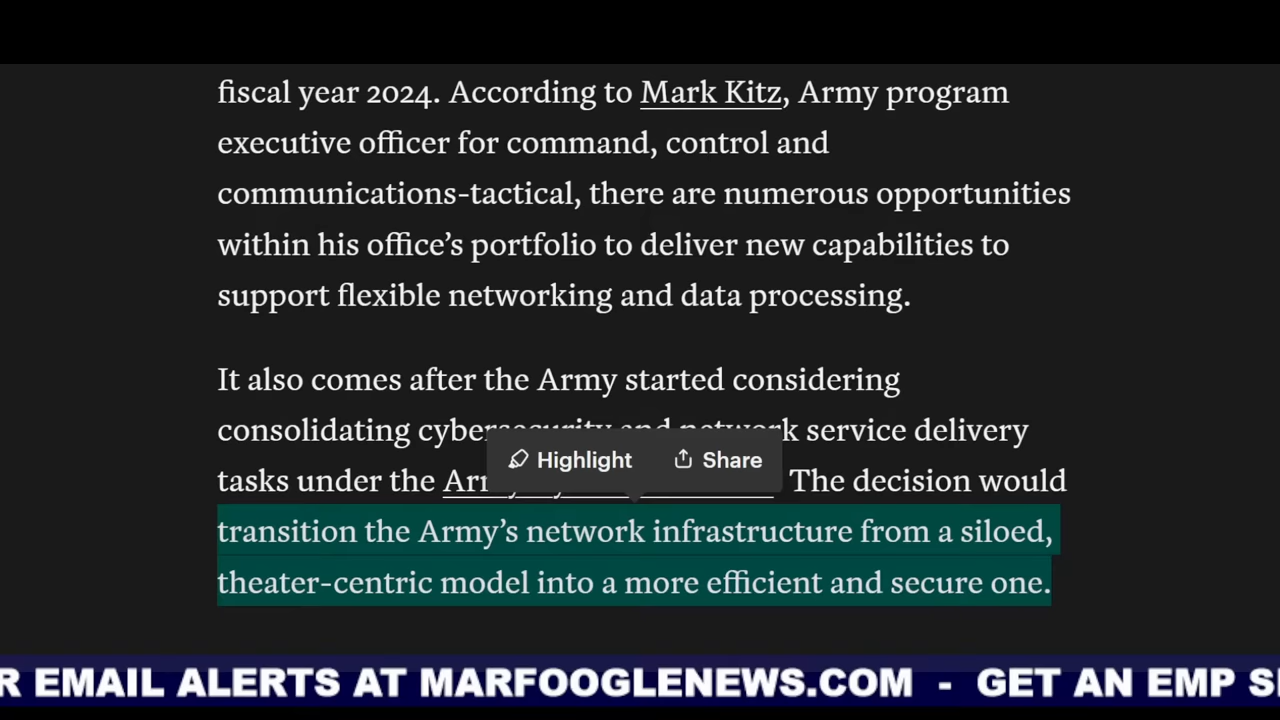 fiscal year 2024. According to Mark Kitz, Army program
executive officer for command, control and
communications-tactical, there are numerous opportunities
within his office’s portfolio to deliver new capabilities to
support flexible networking and data processing.
It also comes after the Army started considering
consolidating cybersecurity and network service delivery
Highlight Share
tasks under the The decision would
transition the Army’s network infrastructure from a siloed,
theater-centric model into a more efficient and secure one.
R EMAIL ALERTS AT MARFOOGLENEWS.COM - GET AN EMP